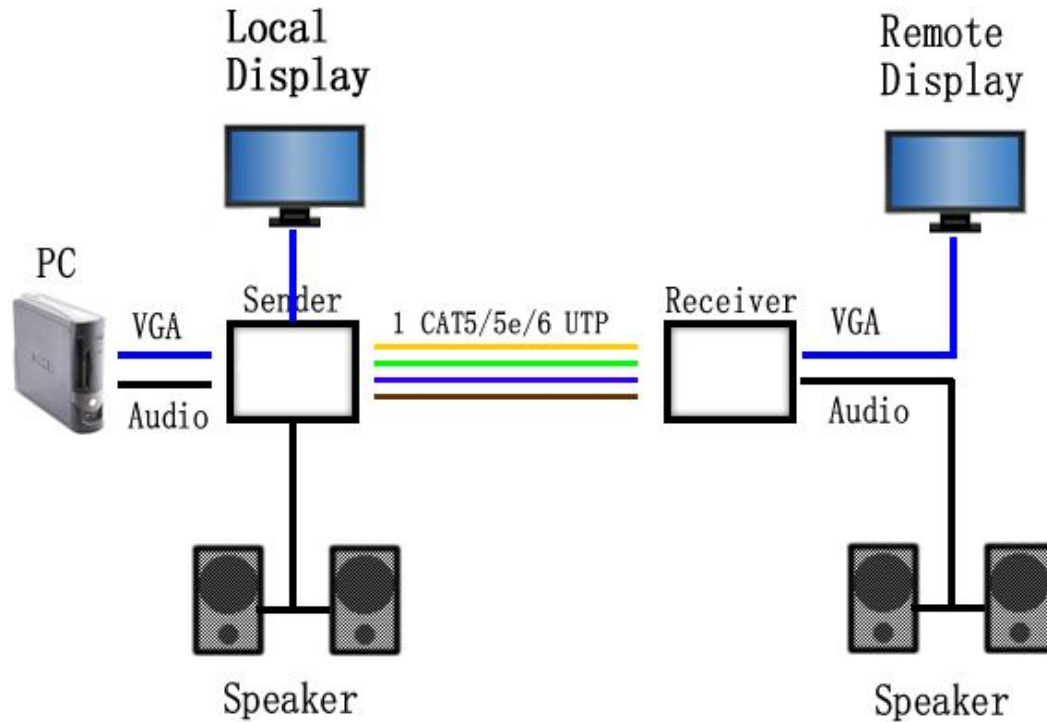 Local
Display
Remote
Display
PC
Sender
Receiver
VGA
1 CAT5/5e/6 UTP
VGA
Audio
Audio
Speaker
Speaker